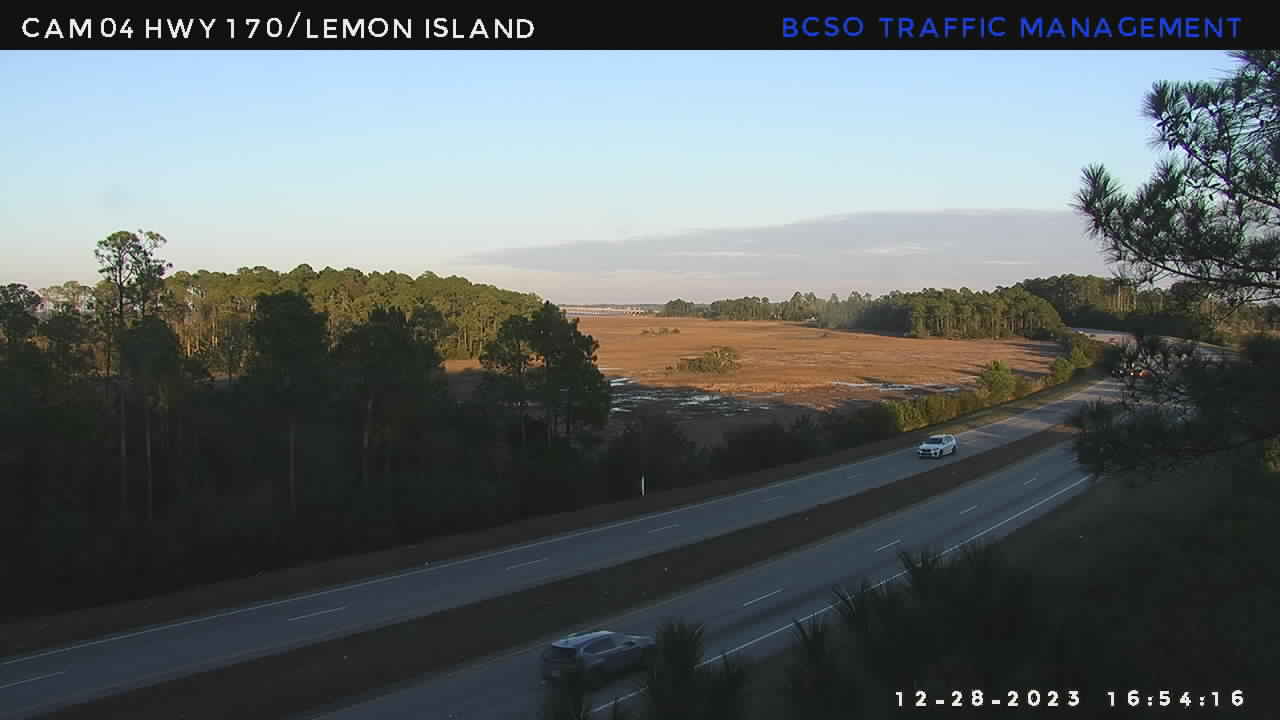 CAM 04 HWY 170/LEMON ISLAND
BCSO TRAFFIC MANAGEMENT
12-28-2023 16:54:16